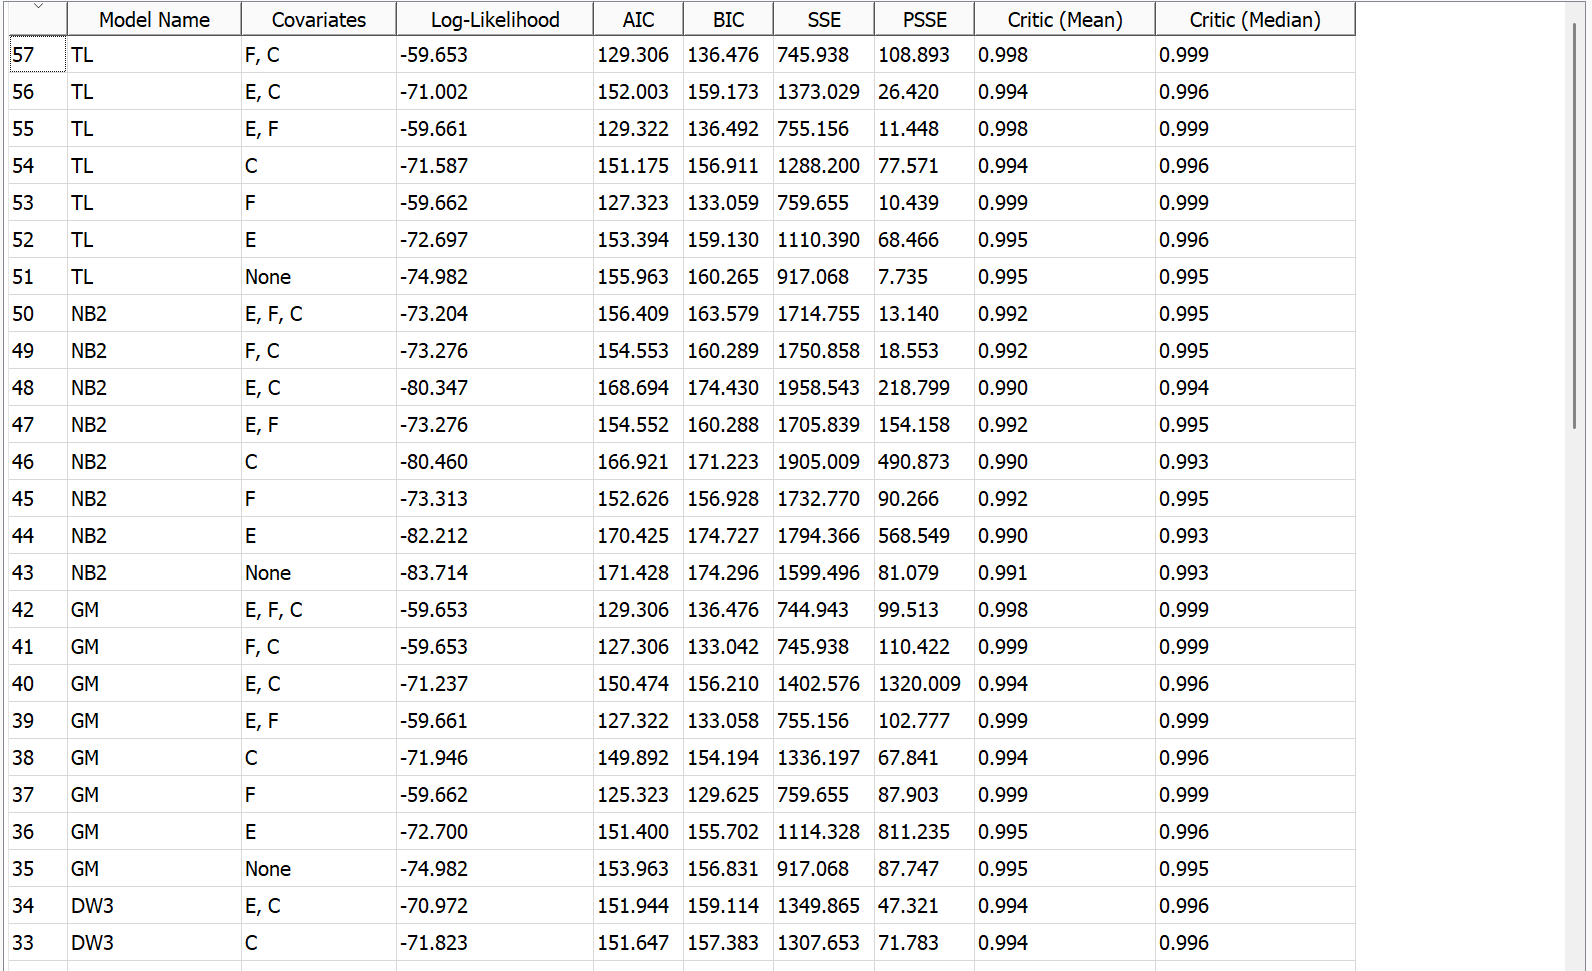 Model Name Covariates Log-Likelihood AIC BIC SSE PSSE Critic (Mean) Critic (Median)
57 TL F, C -59.653 129.306 136.476 745.938 108.893 0.998 0.999
56 TL E, C -71.002 152.003 159.173 1373.029 26.420 0.994 0.996
55 TL E, F -59.661 129.322 136.492 755.156 11.448 0.998 0.999
54 TL C -71.587 151.175 156.911 1288.200 77.571 0.994 0.996
53 TL F -59.662 127.323 133.059 759.655 10.439 0.999 0.999
52 TL E -72.697 153.394 159.130 1110.390 68.466 0.995 0.996
51 TL None -74.982 155.963 160.265 917.068 7.735 0.995 0.995
50 NB2 E, F, C -73.204 156.409 163.579 1714.755 13.140 0.992 0.995
49 NB2 F, C -73.276 154.553 160.289 1750.858 18.553 0.992 0.995
48 NB2 E, C -80.347 168.694 174.430 1958.543 218.799 0.990 0.994
47 NB2 E, F -73.276 154.552 160.288 1705.839 154.158 0.992 0.995
46 NB2 C -80.460 166.921 171.223 1905.009 490.873 0.990 0.993
45 NB2 F -73.313 152.626 156.928 1732.770 90.266 0.992 0.995
44 NB2 E -82.212 170.425 174.727 1794.366 568.549 0.990 0.993
43 NB2 None -83.714 171.428 174.296 1599.496 81.079 0.991 0.993
42 GM E, F, C -59.653 129.306 136.476 744.943 99.513 0.998 0.999
41 GM F, C -59.653 127.306 133.042 745.938 110.422 0.999 0.999
40 GM E, C -71.237 150.474 156.210 1402.576 1320.009 0.994 0.996
39 GM E, F -59.661 127.322 133.058 755.156 102.777 0.999 0.999
38 GM C -71.946 149.892 154.194 1336.197 67.841 0.994 0.996
37 GM F -59.662 125.323 129.625 759.655 87.903 0.999 0.999
36 GM E -72.700 151.400 155.702 1114.328 811.235 0.995 0.996
35 GM None -74.982 153.963 156.831 917.068 87.747 0.995 0.995
34 DW3 E, C -70.972 151.944 159.114 1349.865 47.321 0.994 0.996
33 DW3 C -71.823 151.647 157.383 1307.653 71.783 0.994 0.996